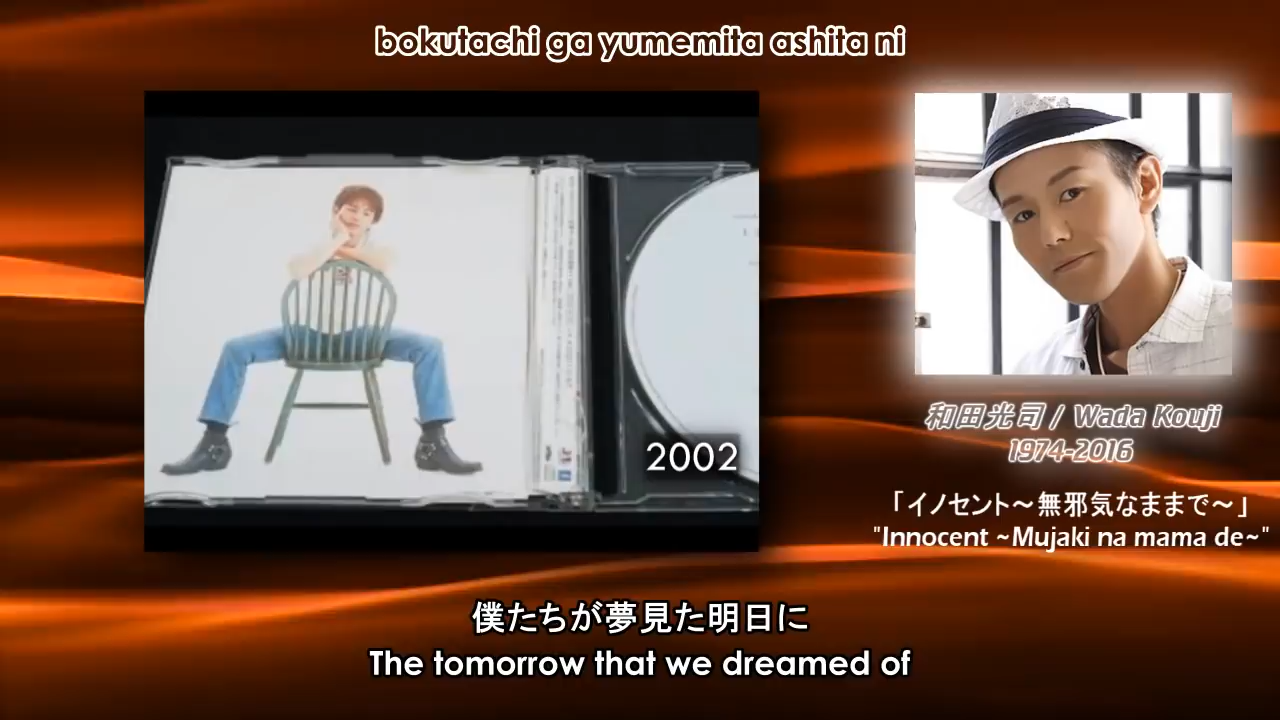 bokutachi ga yumemita ashita ni
2002
和田光司 / Wada Kouji
1974-2016
「イノセント～無邪気なままで～」
"Innocent ~Mujaki na mama de~"
僕たちが夢見た明日に
The tomorrow that we dreamed of